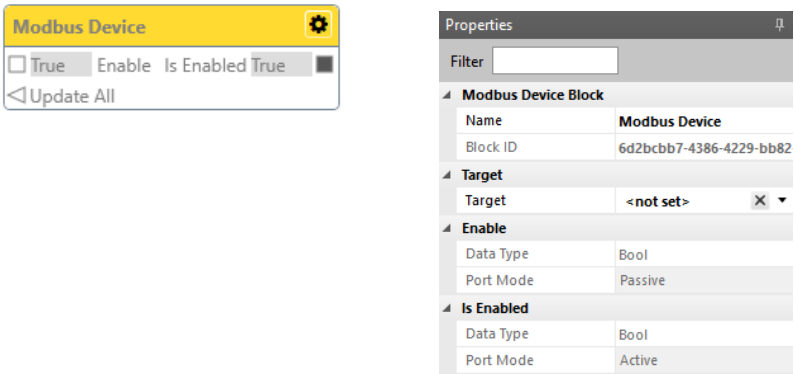 Modbus Device
True Enable Is Enabled True
Update All
Properties
Filter
Modbus Device Block
Name Modbus Device
Block ID 6d2bcbb7-4386-4229-bb82
Target
Target <not set>
Enable
Data Type Bool
Port Mode Passive
Is Enabled
Data Type Bool
Port Mode Active